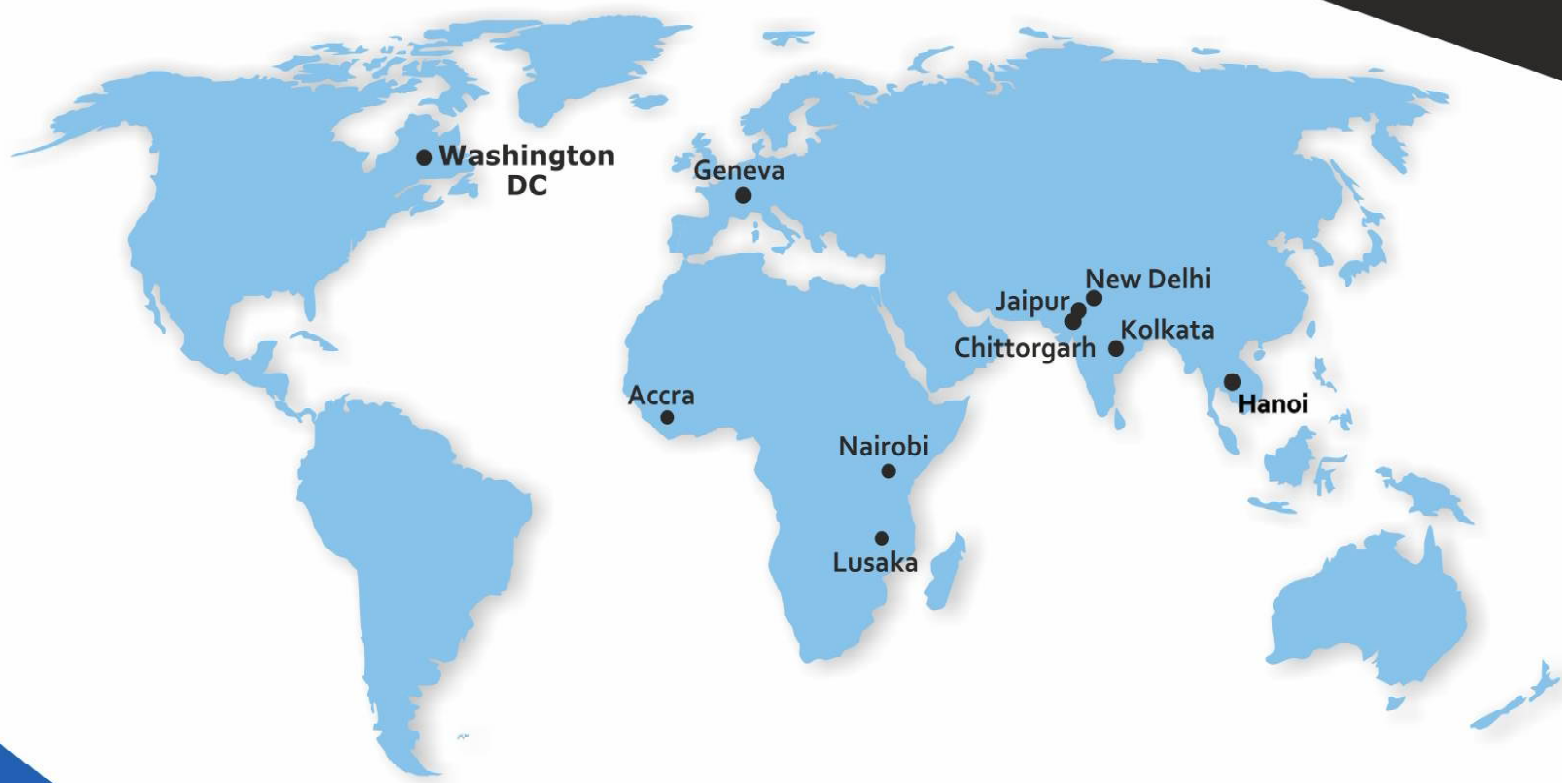 Washington
DC
Geneva
New Delhi
Jaipur
Kolkata
Chittorgarh
Hanoi
Accra
Nairobi
Lusaka